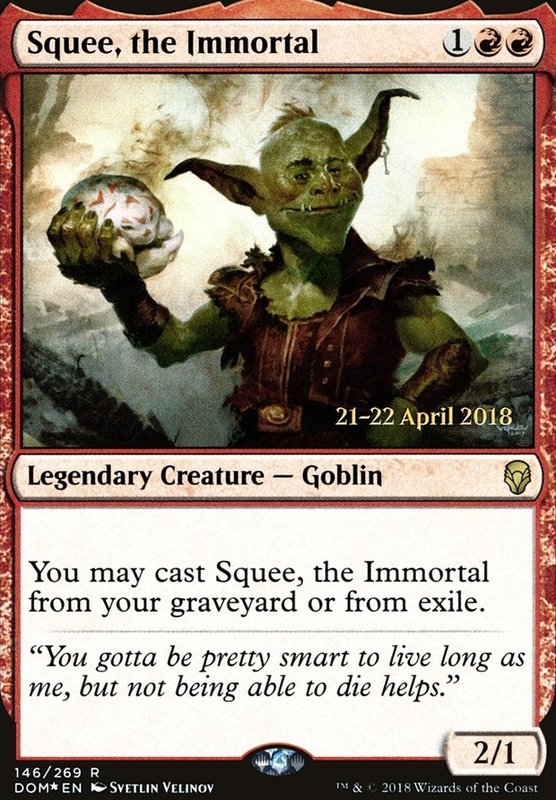 Squee, the Immortal 1
21–22 April 2018
Legendary Creature — Goblin
You may cast Squee, the Immortal
from your graveyard or from exile.
“You gotta be pretty smart to live long as
me, but not being able to die helps.”
2/1
146/269 R
DOM★EN Svetlin Velinov ™ & © 2018 Wizards of the Coast